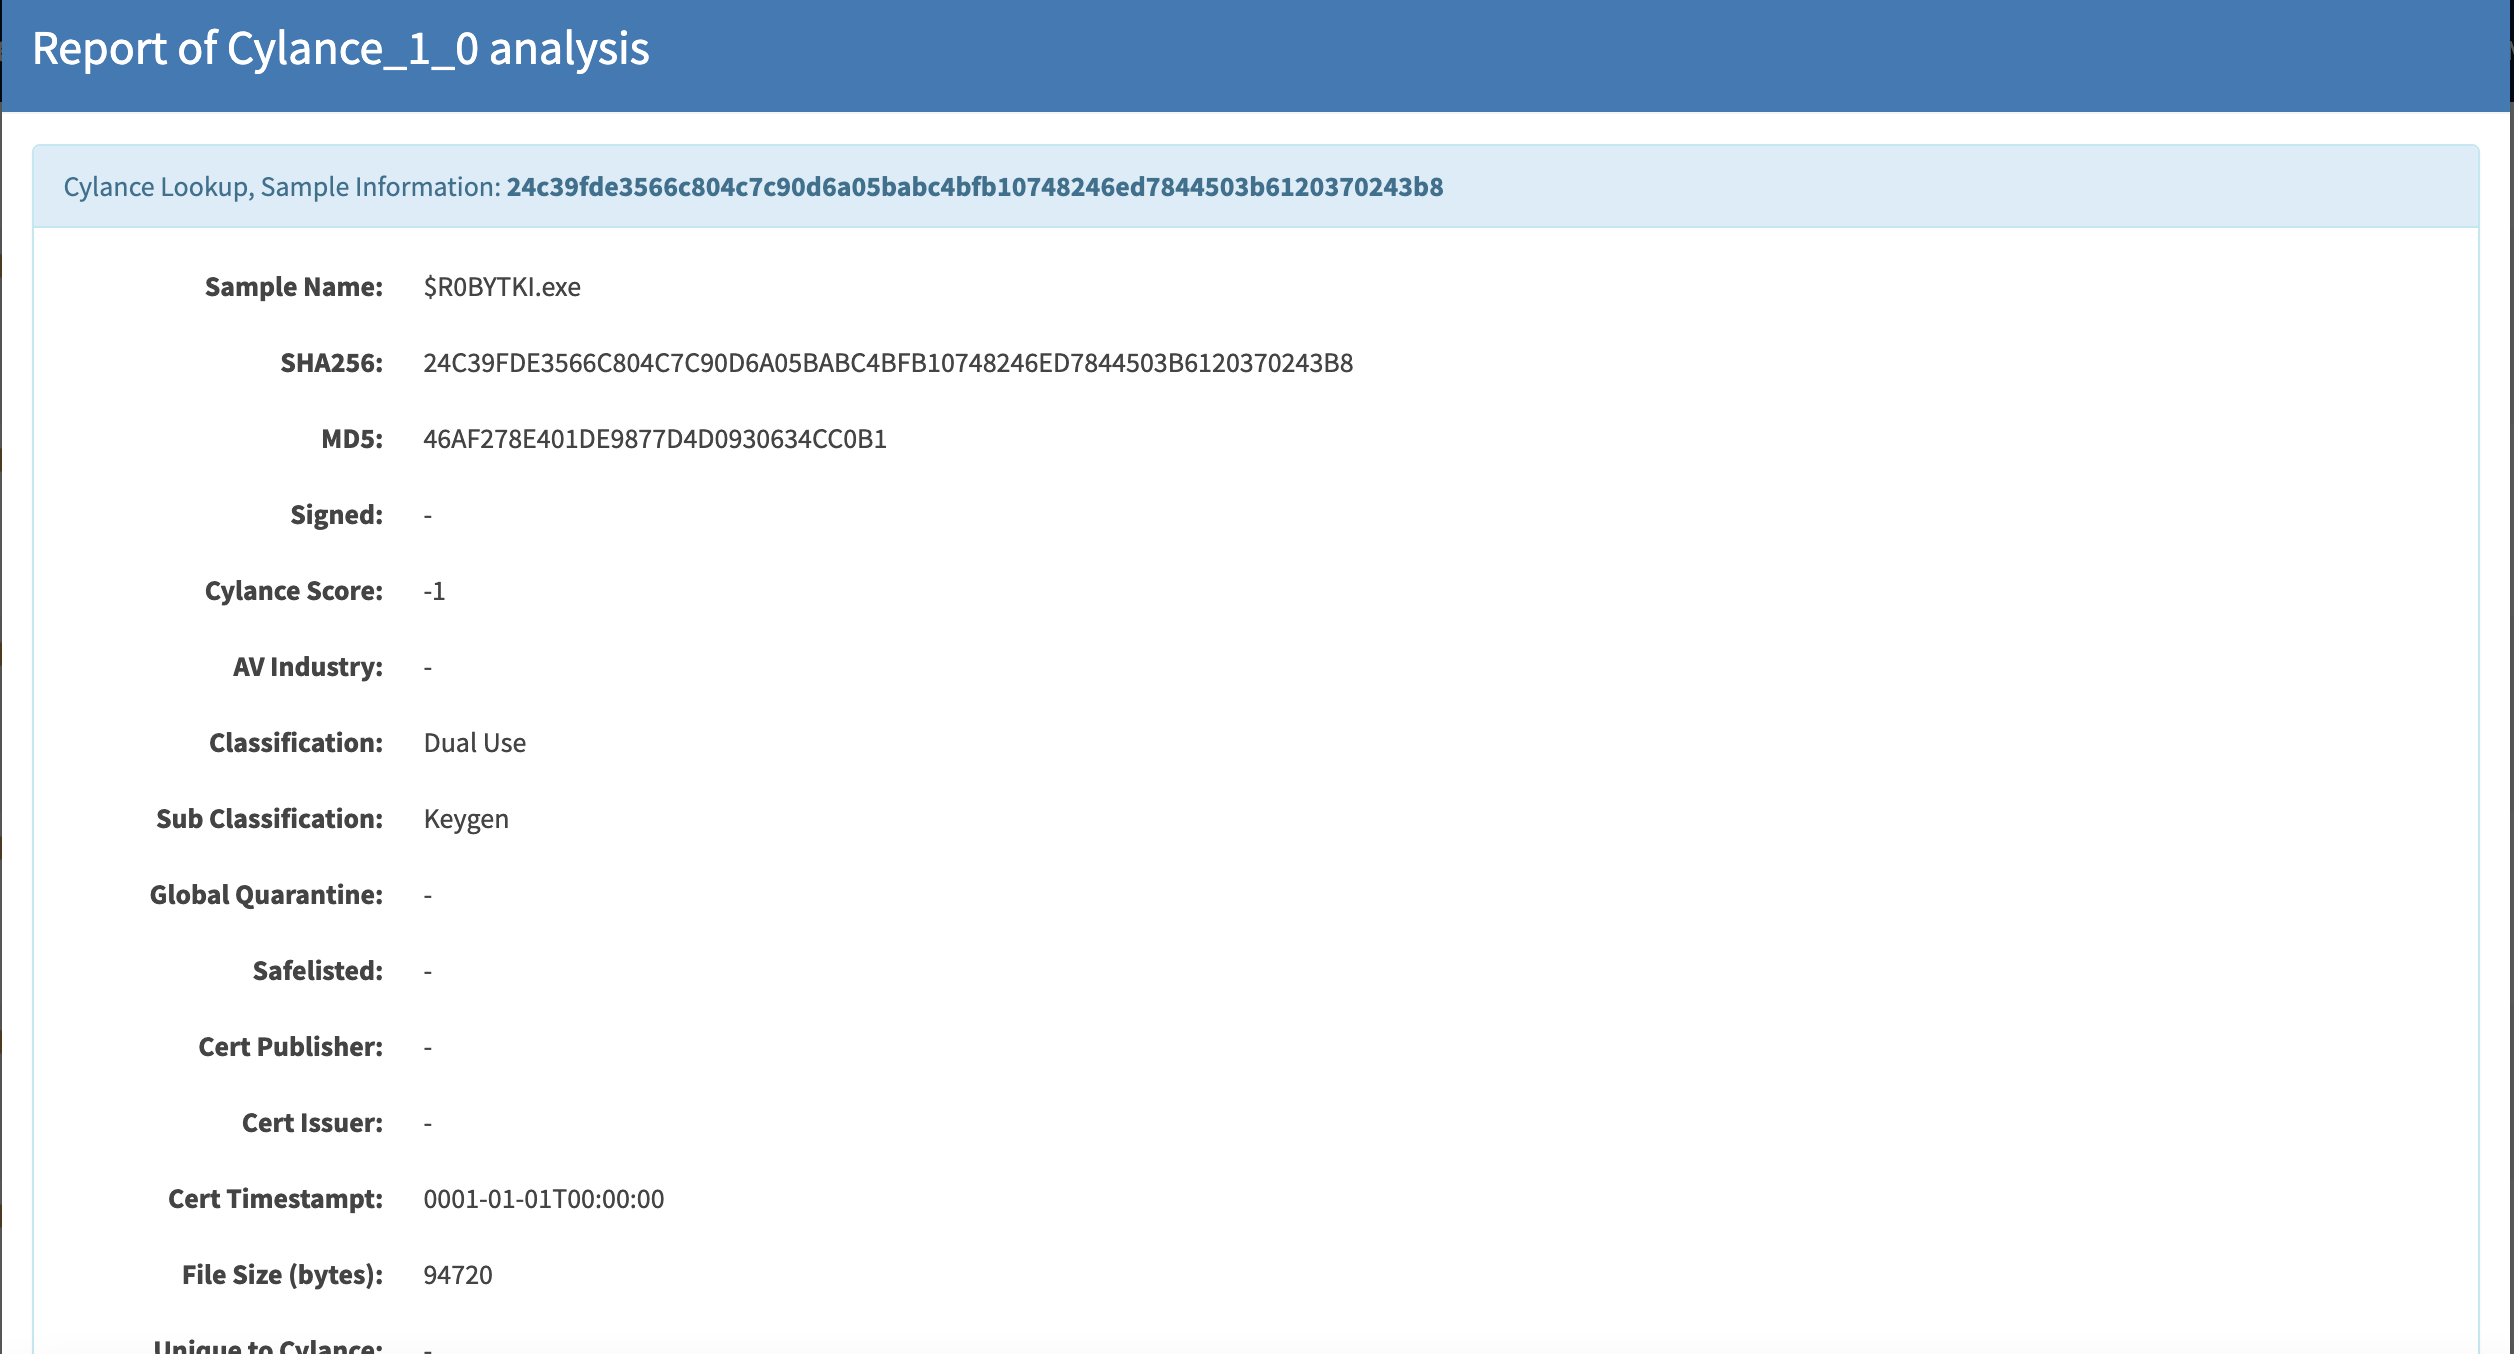 Report of Cylance_1_0 analysis
Cylance Lookup, Sample Information: 24c39fde3566c804c7c90d6a05babc4bfb10748246ed7844503b6120370243b8
Sample Name: $R0BYTKI.exe
SHA256: 24C39FDE3566C804C7C90D6A05BABC4BFB10748246ED7844503B6120370243B8
MD5: 46AF278E401DE9877D4D0930634CC0B1
Signed: -
Cylance Score: -1
AV Industry: -
Classification: Dual Use
Sub Classification: Keygen
Global Quarantine: -
Safelisted: -
Cert Publisher: -
Cert Issuer: -
Cert Timestampt: 0001-01-01T00:00:00
File Size (bytes): 94720
Unique to Cylance: -